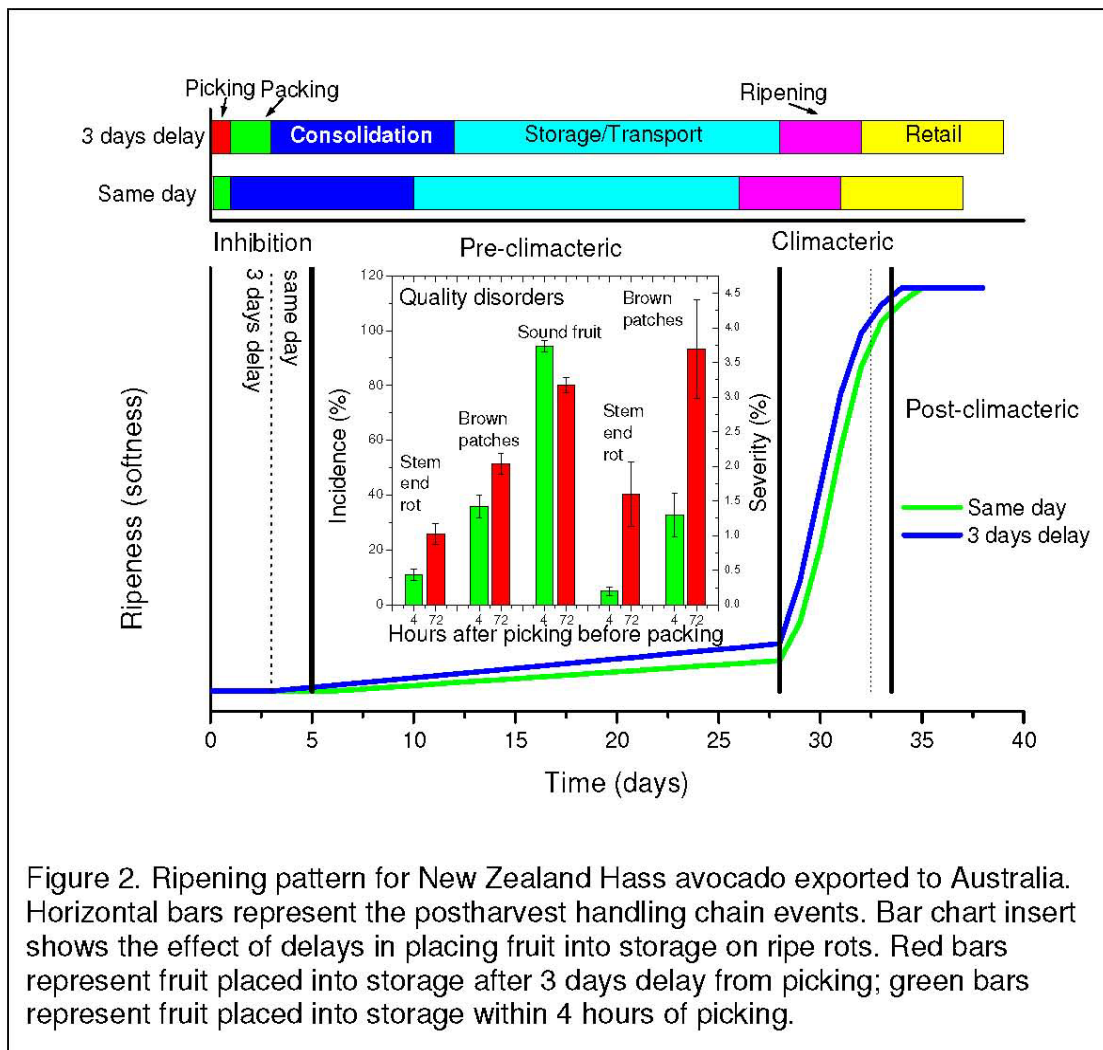 Picking
Packing
Ripening
3 days delay
Consolidation
Storage/Transport
Retail
Same day
Inhibition
Pre-climacteric
Climacteric
3 days delay
same day
120
100
80
60
40
20
0
Incidence (%)
Quality disorders
Stem
end
rot
Brown
patches
Sound fruit
Stem
end
rot
Brown
patches
4.5
4.0
3.5
3.0
2.5
2.0
1.5
1.0
0.5
0.0
Severity (%)
4 72 4 72 4 72 4 72 4 72
Hours after picking before packing
Post-climacteric
Same day
3 days delay
Ripeness (softness)
0 5 10 15 20 25 30 35 40
Time (days)
Figure 2. Ripening pattern for New Zealand Hass avocado exported to Australia.
Horizontal bars represent the postharvest handling chain events. Bar chart insert
shows the effect of delays in placing fruit into storage on ripe rots. Red bars
represent fruit placed into storage after 3 days delay from picking; green bars
represent fruit placed into storage within 4 hours of picking.